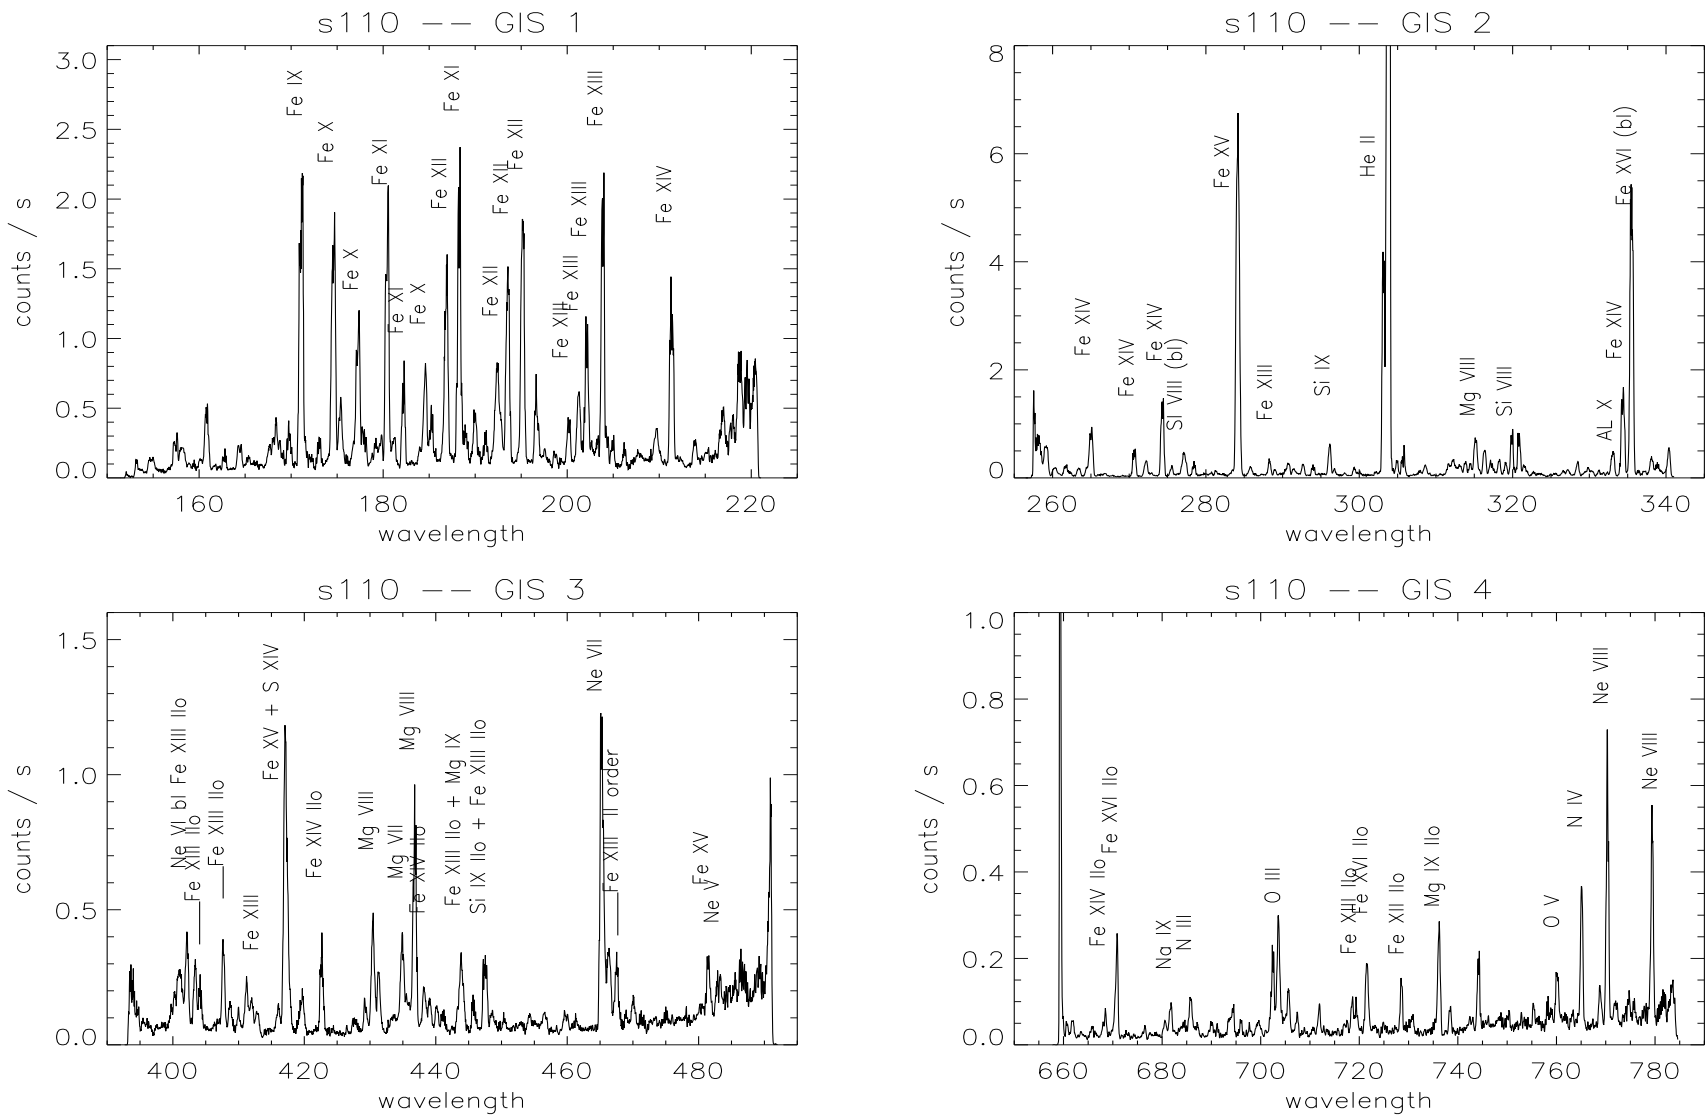 s110 —— GIS 1
3.0
2.5
2.0
1.5
1.0
0.5
0.0
counts / s
Fe IX
Fe X
Fe X
Fe XI
Fe XI
Fe X
Fe XII
Fe XI
Fe XII
Fe XII
Fe XII
Fe XIII
Fe XIII
Fe XIII
Fe XIII
Fe XIV
160 180 200 220
wavelength
s110 —— GIS 2
8
6
4
2
0
counts / s
Fe XIV
Fe XIV
Fe XIV
Si VIII (bl)
Fe XV
Fe XIII
Si IX
He II
Mg VIII
Si VIII
AL X
Fe XIV
Fe XVI (bl)
260 280 300 320 340
wavelength
s110 —— GIS 3
1.5
1.0
0.5
0.0
counts / s
Ne VI bl Fe XIII IIo
Fe XIII IIo
Fe XIII IIo
Fe XIII
Fe XV + S XIV
Fe XIV IIo
Mg VIII
Mg VII
Mg VIII
Fe XIV IIo
Fe XIII IIo + Mg IX
Si IX IIo + Fe XIII IIo
Ne VII
Fe XIII II order
Fe XV
Ne V
400 420 440 460 480
wavelength
s110 —— GIS 4
1.0
0.8
0.6
0.4
0.2
0.0
counts / s
Fe XIV IIo
Fe XVI IIo
Na IX
N III
O III
Fe XIII IIo
Fe XVI IIo
Fe XII IIo
Mg IX IIo
O V
N IV
Ne VIII
Ne VIII
660 680 700 720 740 760 780
wavelength